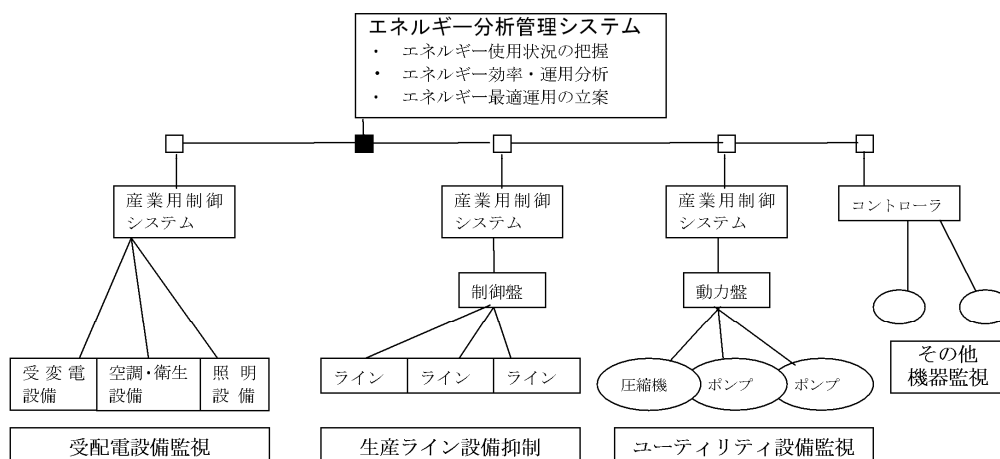 エネルギー分析管理システム
・ エネルギー使用状況の把握
・ エネルギー効率・運用分析
・ エネルギー最適運用の立案
産業用制御
システム
産業用制御
システム
産業用制御
システム
コントローラ
制御盤
動力盤
受変電
設備
空調・衛生
設備
照明
設備
ライン
ライン
ライン
圧縮機
ポンプ
ポンプ
その他
機器監視
受配電設備監視
生産ライン設備抑制
ユーティリティ設備監視